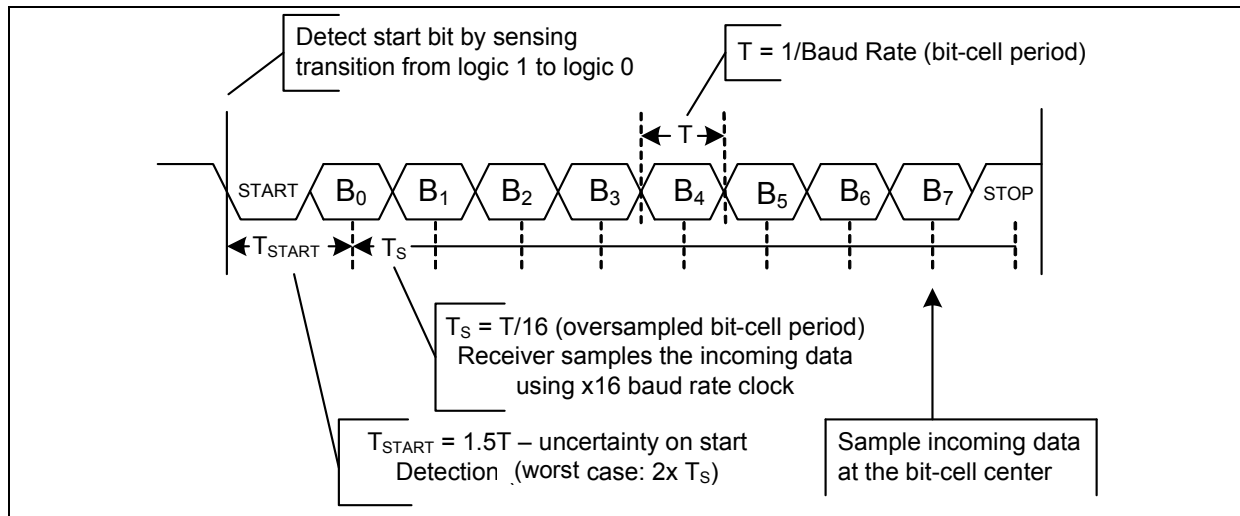 Detect start bit by sensing
transition from logic 1 to logic 0
T = 1/Baud Rate (bit-cell period)
T
START B0 B1 B2 B3 B4 B5 B6 B7 STOP
TSTART TS
TS = T/16 (oversampled bit-cell period)
Receiver samples the incoming data
using x16 baud rate clock
TSTART = 1.5T – uncertainty on start
Detection (worst case: 2x TS)
Sample incoming data
at the bit-cell center